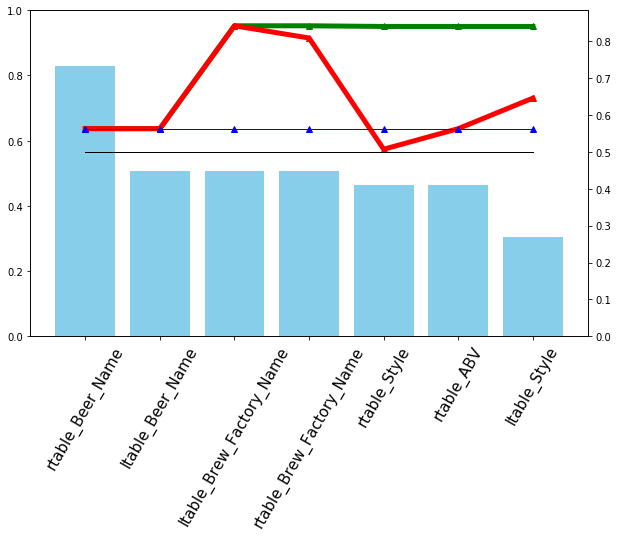 1.0
0.8
0.6
0.4
0.2
0.0
0.8
0.7
0.6
0.5
0.4
0.3
0.2
0.1
0.0
rtable_Beer_Name
ltable_Beer_Name
ltable_Brew_Factory_Name
rtable_Brew_Factory_Name
rtable_Style
rtable_ABV
ltable_Style